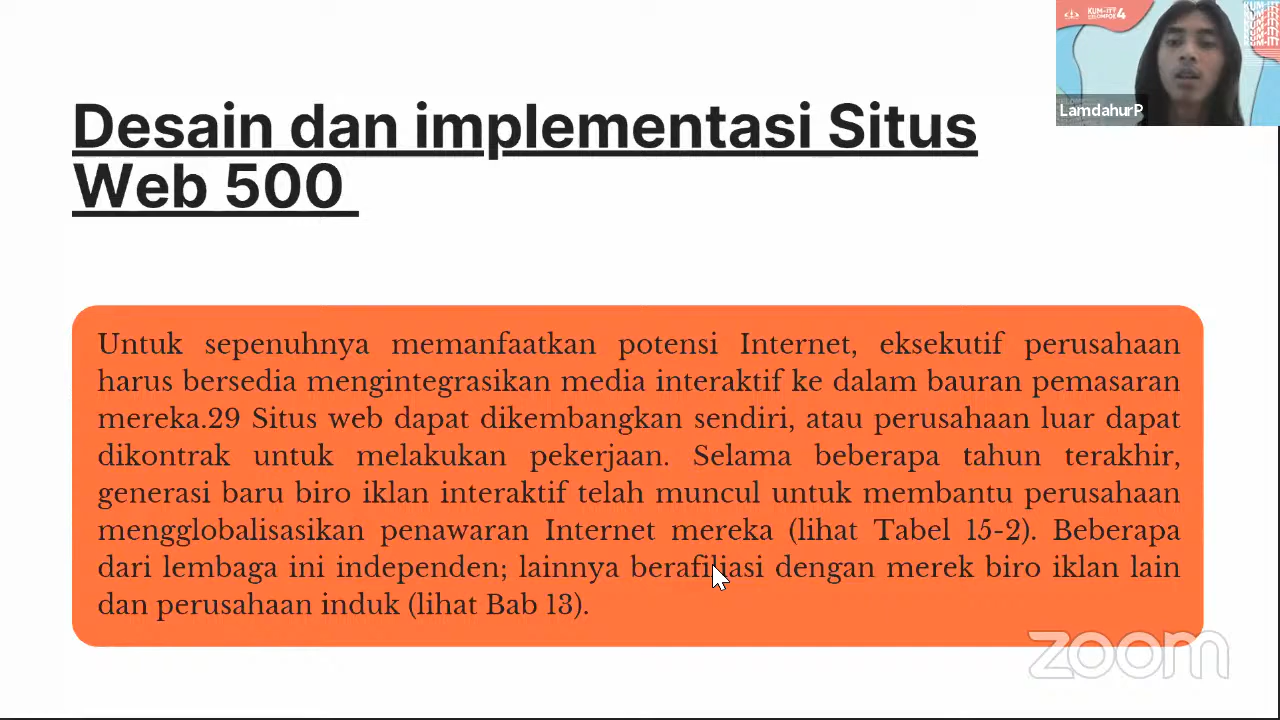 Desain dan implementasi Situs
Web 500
Untuk sepenuhnya memanfaatkan potensi Internet, eksekutif perusahaan
harus bersedia mengintegrasikan media interaktif ke dalam bauran pemasaran
mereka.29 Situs web dapat dikembangkan sendiri, atau perusahaan luar dapat
dikontrak untuk melakukan pekerjaan. Selama beberapa tahun terakhir,
generasi baru biro iklan interaktif telah muncul untuk membantu perusahaan
mengglobalisasikan penawaran Internet mereka (lihat Tabel 15-2). Beberapa
dari lembaga ini independen; lainnya berafiliasi dengan merek biro iklan lain
dan perusahaan induk (lihat Bab 13).
KELOMPOK 4
LamdahurP
zoom